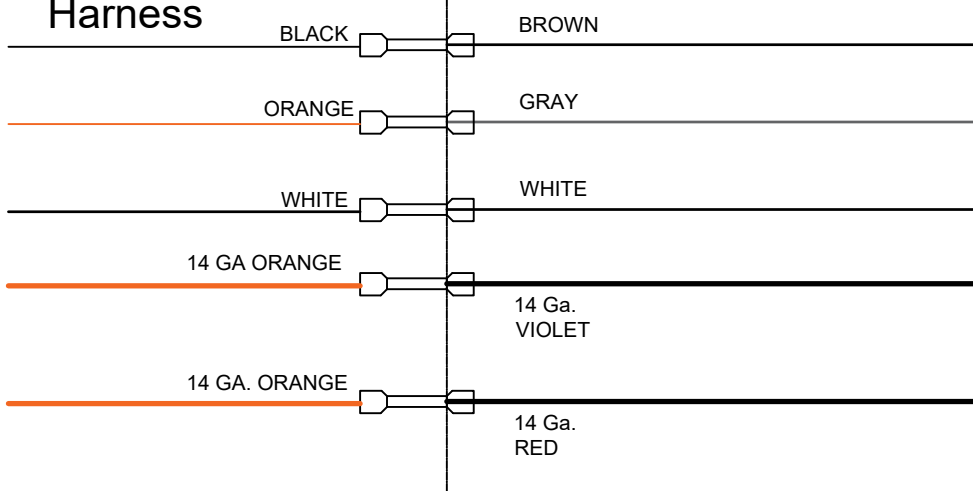 Harness
BLACK
BROWN
ORANGE
GRAY
WHITE
WHITE
14 GA ORANGE
14 Ga.
VIOLET
14 GA. ORANGE
14 Ga.
RED